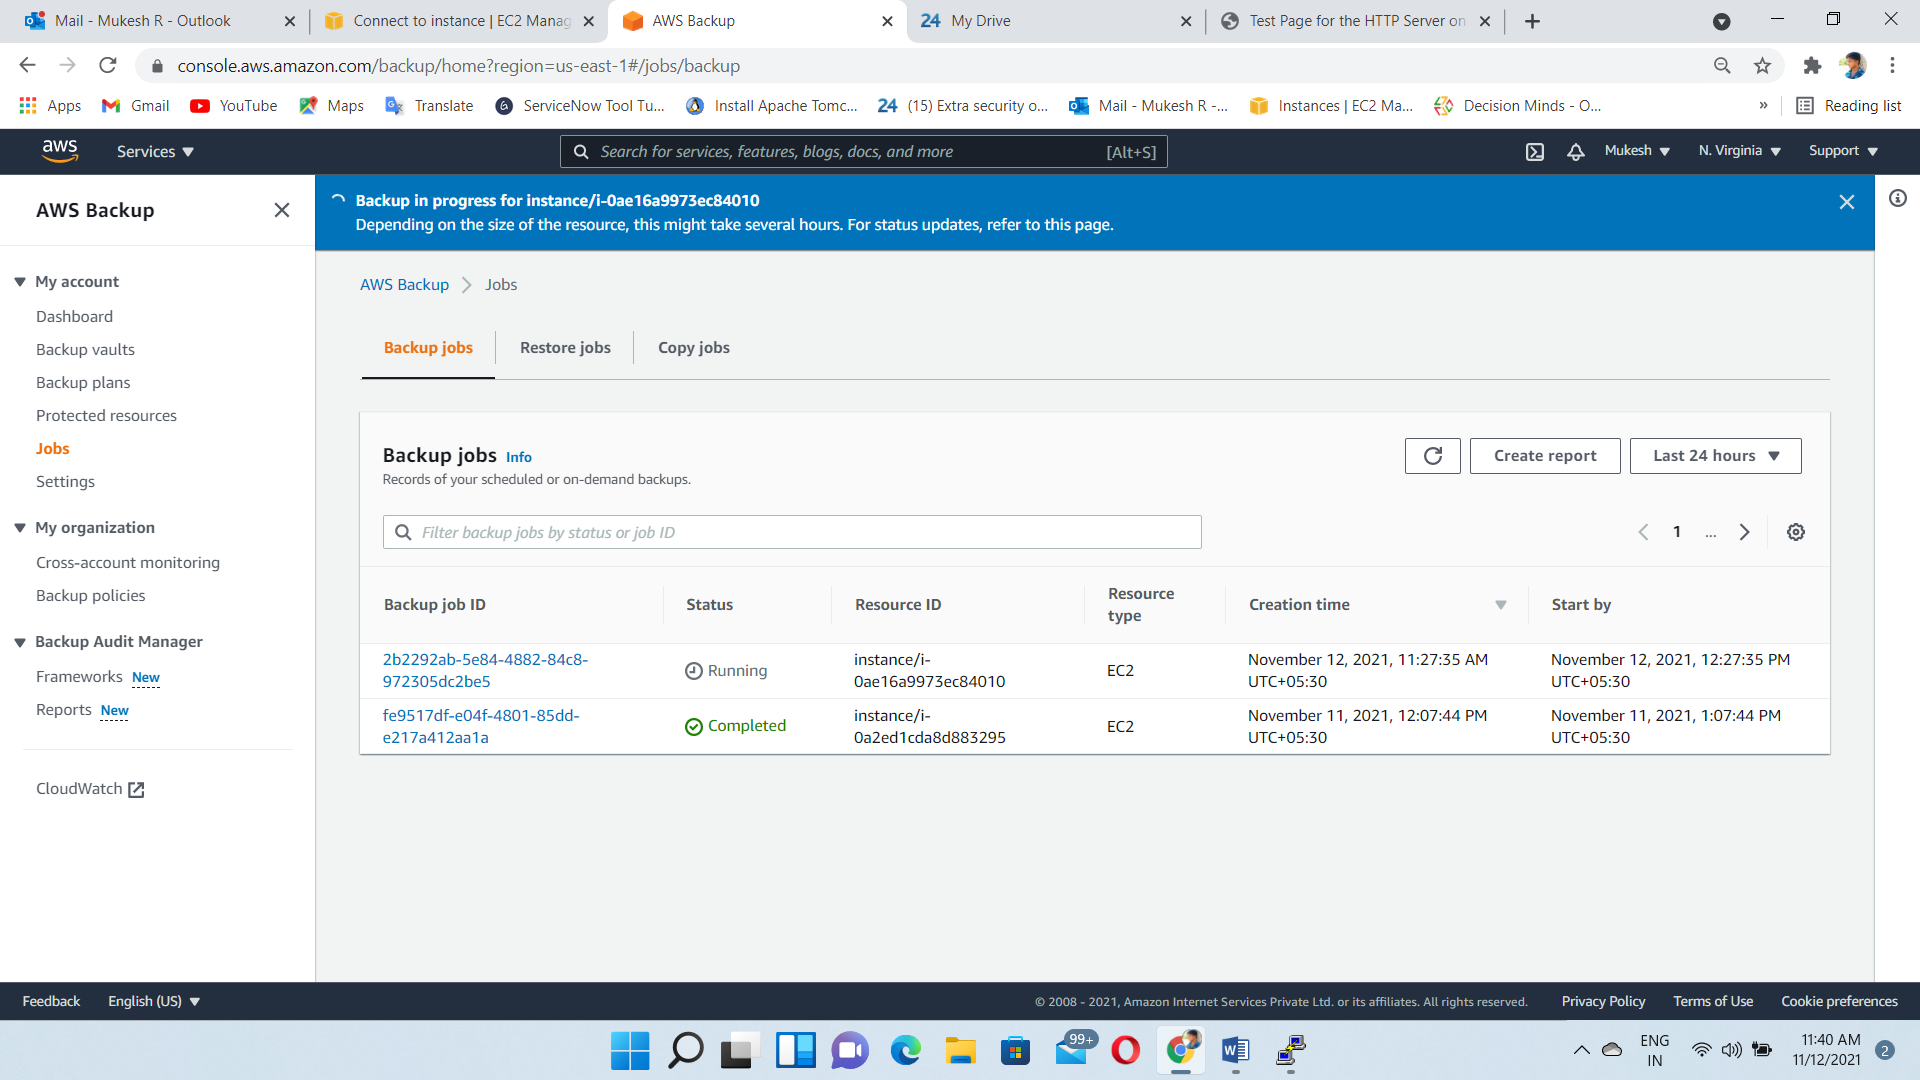 Mail - Mukesh R - Outlook
Connect to instance | EC2 Manag
AWS Backup
24 My Drive
Test Page for the HTTP Server on
console.aws.amazon.com/backup/home?region=us-east-1#/jobs/backup
Apps
Gmail
YouTube
Maps
Translate
ServiceNow Tool Tu...
Install Apache Tomc...
24 (15) Extra security o...
Mail - Mukesh R -...
Instances | EC2 Ma...
Decision Minds - O...
»
Reading list
aws
Services
Search for services, features, blogs, docs, and more
[Alt+S]
Mukesh
N. Virginia
Support
AWS Backup
Backup in progress for instance/i-0ae16a9973ec84010
Depending on the size of the resource, this might take several hours. For status updates, refer to this page.
My account
Dashboard
Backup vaults
Backup plans
Protected resources
Jobs
Settings
My organization
Cross-account monitoring
Backup policies
Backup Audit Manager
Frameworks New
Reports New
CloudWatch
AWS Backup
Jobs
Backup jobs
Restore jobs
Copy jobs
Backup jobs Info
Records of your scheduled or on-demand backups.
Create report
Last 24 hours
Filter backup jobs by status or job ID
1 ...
Backup job ID
Status
Resource ID
Resource
type
Creation time
Start by
2b2292ab-5e84-4882-84c8-
972305dc2be5
Running
instance/i-
0ae16a9973ec84010
EC2
November 12, 2021, 11:27:35 AM
UTC+05:30
November 12, 2021, 12:27:35 PM
UTC+05:30
fe9517df-e04f-4801-85dd-
e217a412aa1a
Completed
instance/i-
0a2ed1cda8d883295
EC2
November 11, 2021, 12:07:44 PM
UTC+05:30
November 11, 2021, 1:07:44 PM
UTC+05:30
Feedback
English (US)
© 2008 - 2021, Amazon Internet Services Private Ltd. or its affiliates. All rights reserved.
Privacy Policy
Terms of Use
Cookie preferences
99+
ENG
IN
11:40 AM
11/12/2021
2